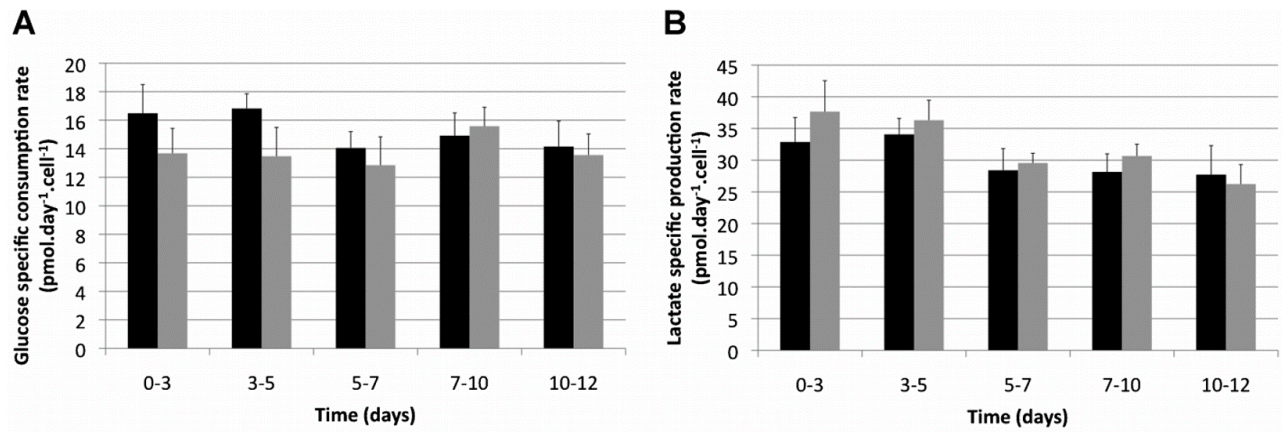 A
Glucose specific consumption rate
(pmol.day⁻¹.cell⁻¹)
20
18
16
14
12
10
8
6
4
2
0
0-3 3-5 5-7 7-10 10-12
Time (days)
B
Lactate specific production rate
(pmol.day⁻¹.cell⁻¹)
45
40
35
30
25
20
15
10
5
0
0-3 3-5 5-7 7-10 10-12
Time (days)